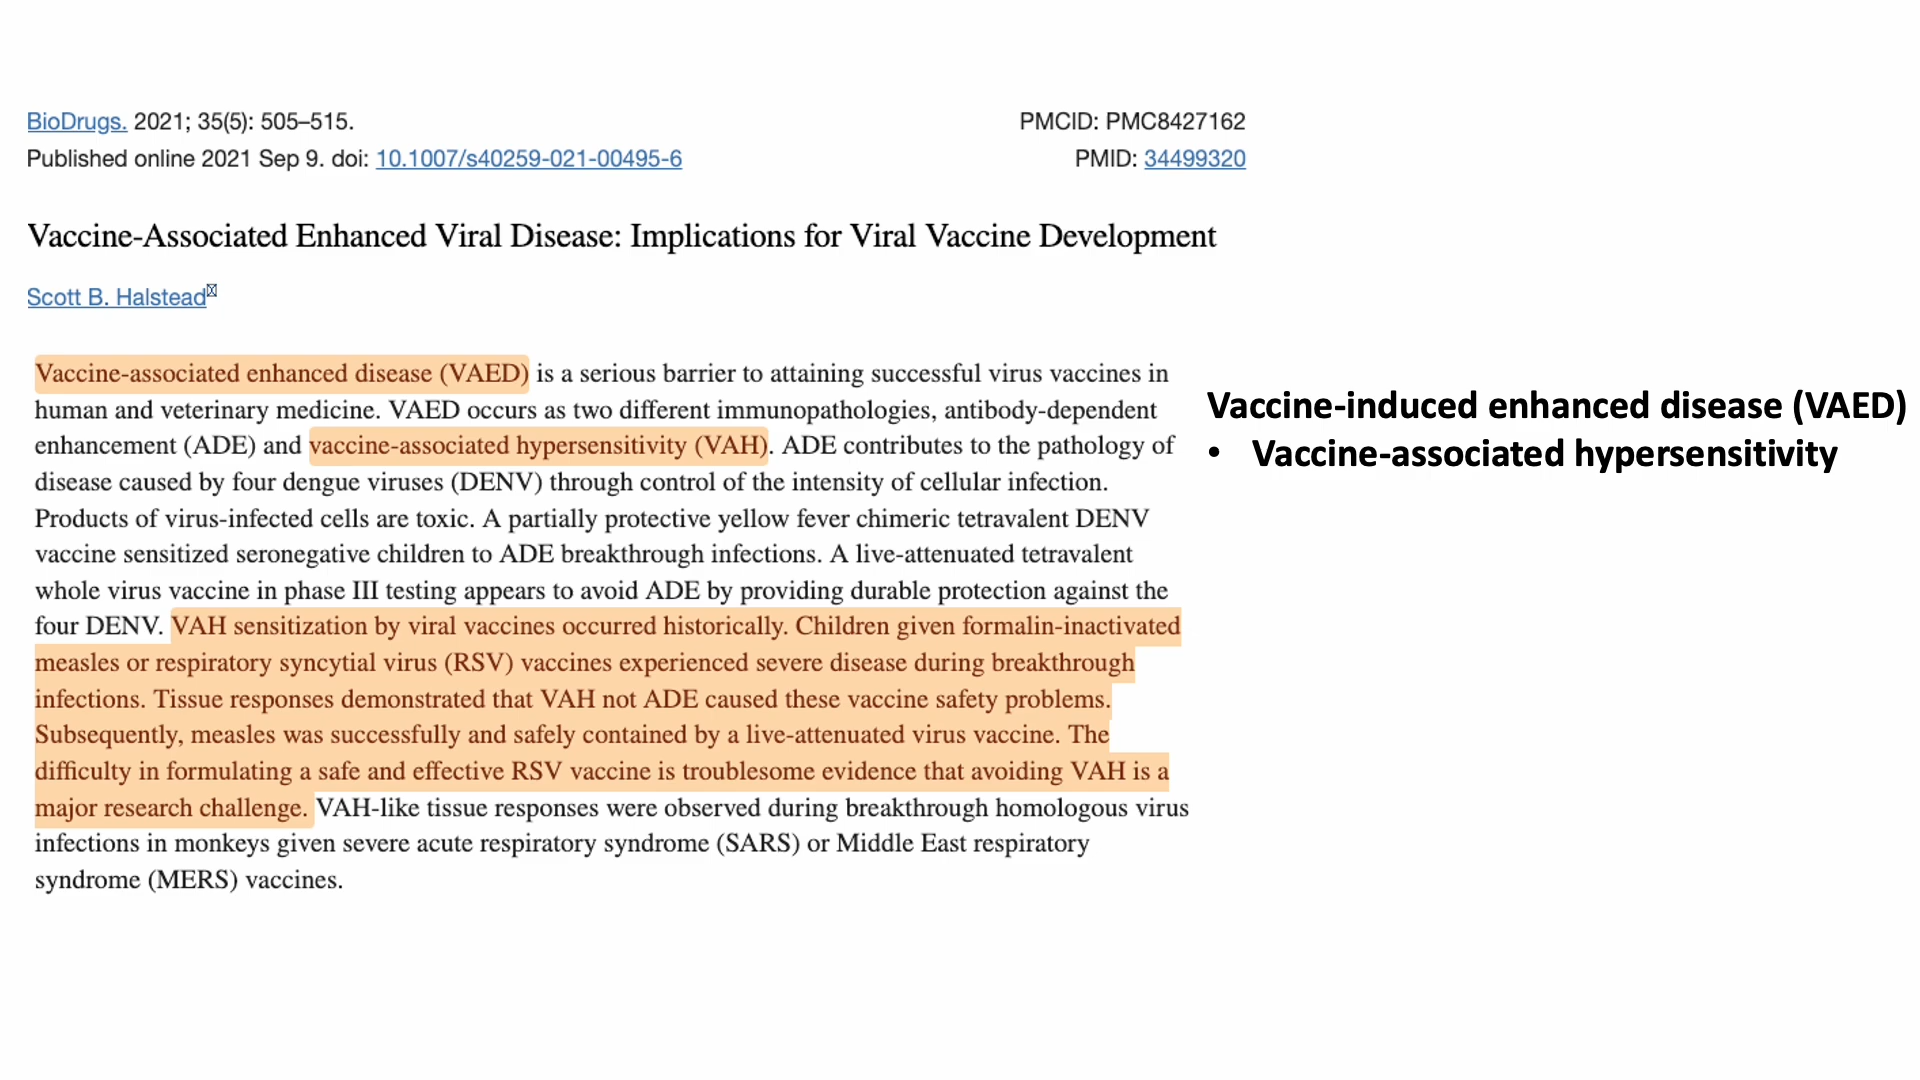 BioDrugs. 2021; 35(5): 505–515.
PMCID: PMC8427162
Published online 2021 Sep 9. doi: 10.1007/s40259-021-00495-6
PMID: 34499320
Vaccine-Associated Enhanced Viral Disease: Implications for Viral Vaccine Development
Scott B. Halstead
Vaccine-associated enhanced disease (VAED) is a serious barrier to attaining successful virus vaccines in
human and veterinary medicine. VAED occurs as two different immunopathologies, antibody-dependent
enhancement (ADE) and vaccine-associated hypersensitivity (VAH). ADE contributes to the pathology of
disease caused by four dengue viruses (DENV) through control of the intensity of cellular infection.
Products of virus-infected cells are toxic. A partially protective yellow fever chimeric tetravalent DENV
vaccine sensitized seronegative children to ADE breakthrough infections. A live-attenuated tetravalent
whole virus vaccine in phase III testing appears to avoid ADE by providing durable protection against the
four DENV. VAH sensitization by viral vaccines occurred historically. Children given formalin-inactivated
measles or respiratory syncytial virus (RSV) vaccines experienced severe disease during breakthrough
infections. Tissue responses demonstrated that VAH not ADE caused these vaccine safety problems.
Subsequently, measles was successfully and safely contained by a live-attenuated virus vaccine. The
difficulty in formulating a safe and effective RSV vaccine is troublesome evidence that avoiding VAH is a
major research challenge. VAH-like tissue responses were observed during breakthrough homologous virus
infections in monkeys given severe acute respiratory syndrome (SARS) or Middle East respiratory
syndrome (MERS) vaccines.
Vaccine-induced enhanced disease (VAED)
• Vaccine-associated hypersensitivity